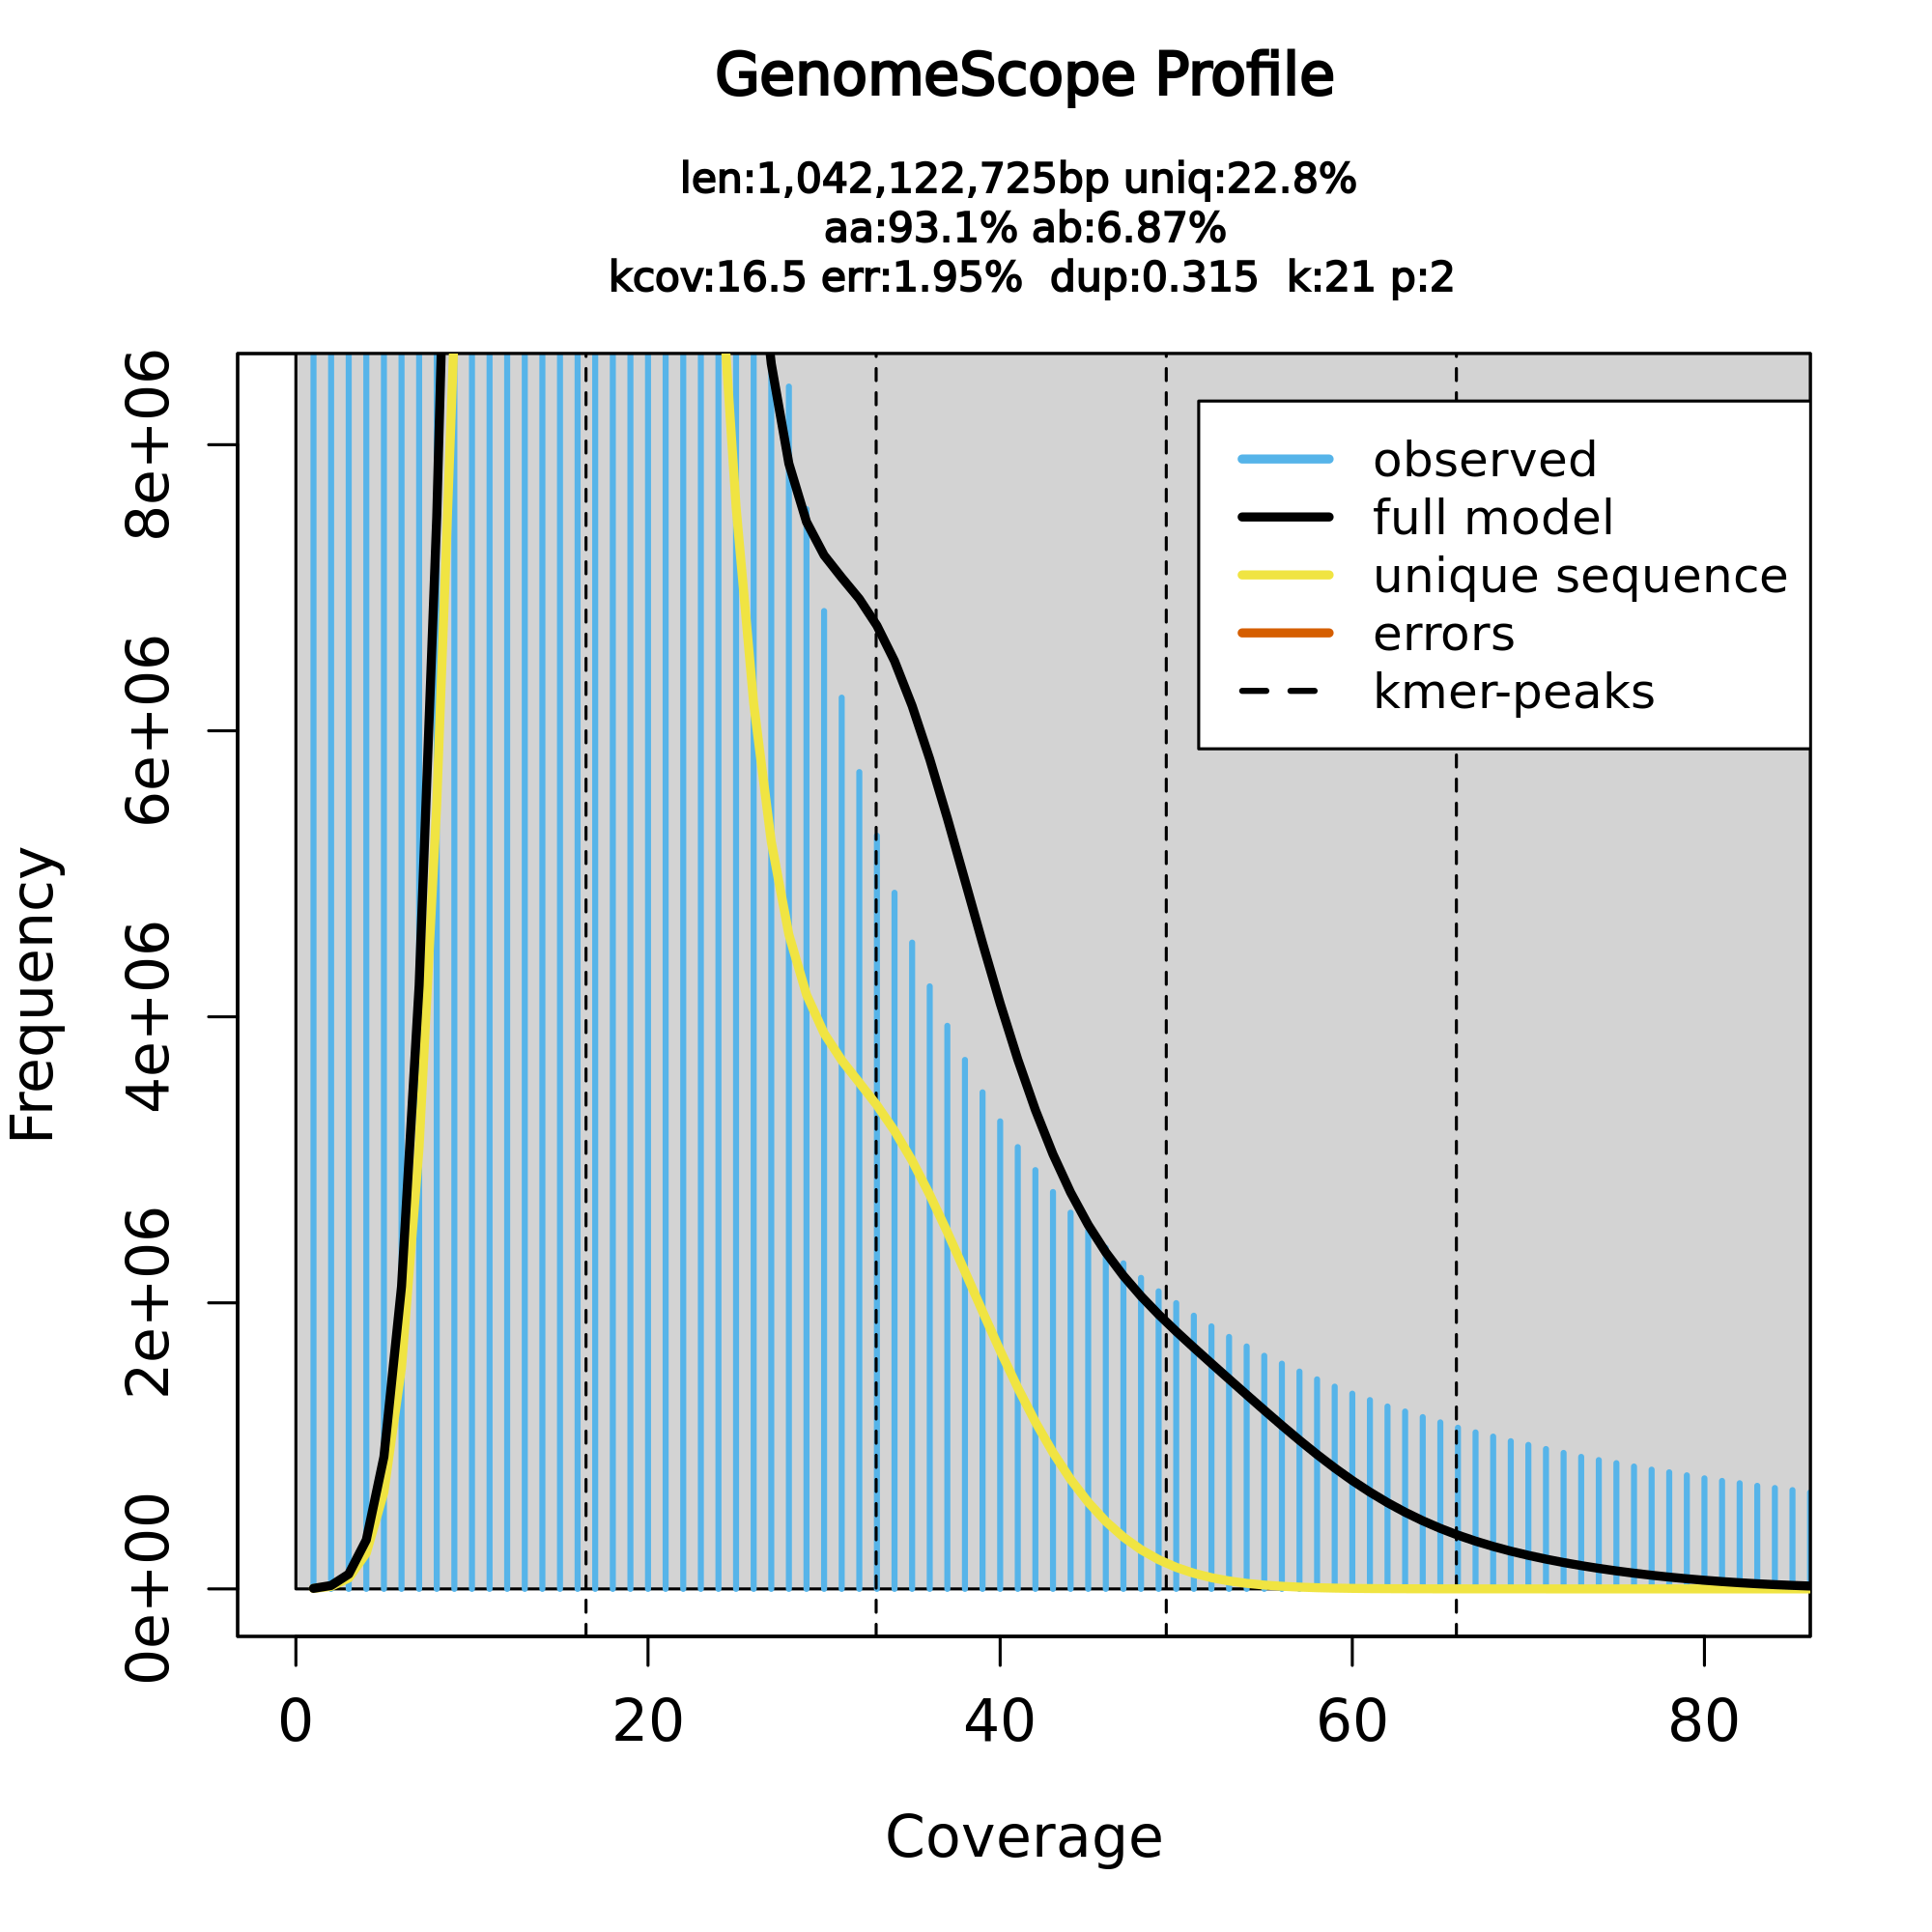 GenomeScope Profile
len:1,042,122,725bp uniq:22.8%
aa:93.1% ab:6.87%
kcov:16.5 err:1.95%  dup:0.315  k:21 p:2
8e+06
6e+06
4e+06
2e+06
0e+00
Frequency
observed
full model
unique sequence
errors
kmer-peaks
0 20 40 60 80
Coverage